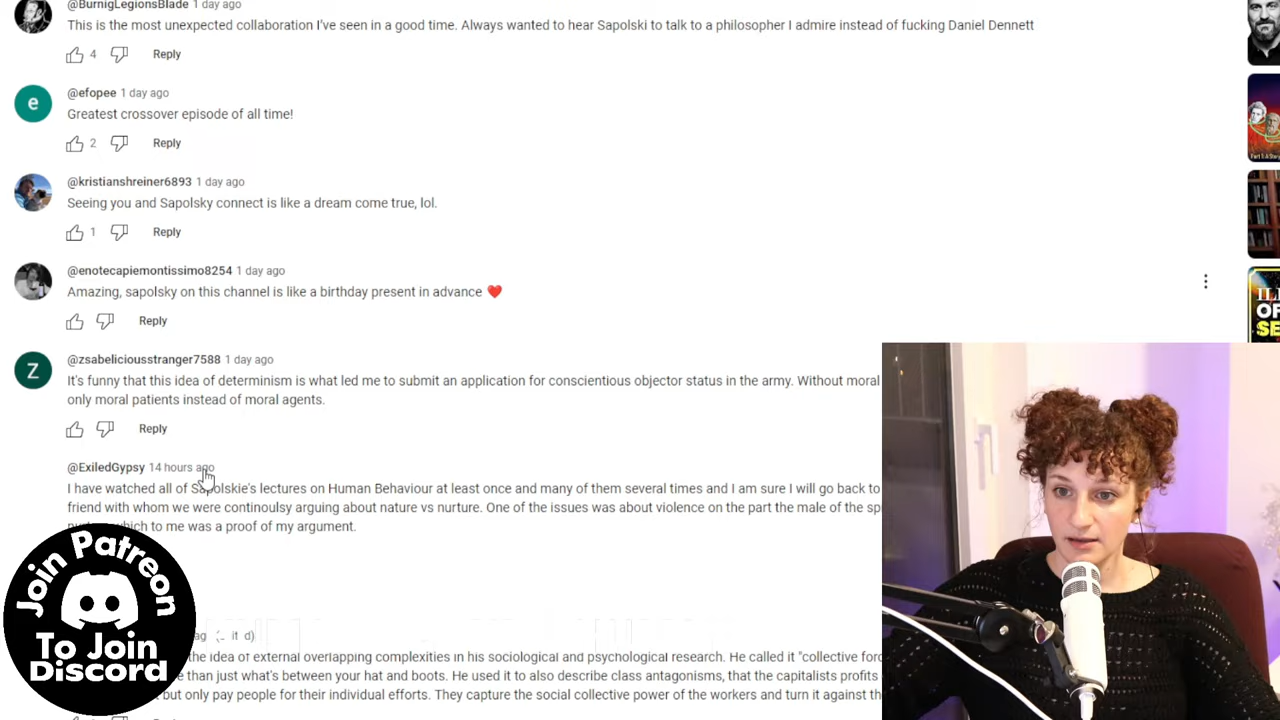 @BurnigLegionsBlade 1 day ago
This is the most unexpected collaboration I've seen in a good time. Always wanted to hear Sapolski to talk to a philosopher I admire instead of fucking Daniel Dennett
4 Reply
@efopee 1 day ago
e
Greatest crossover episode of all time!
2 Reply
@kristianshreiner6893 1 day ago
Seeing you and Sapolsky connect is like a dream come true, lol.
1 Reply
@enotecapiemontissimo8254 1 day ago
Amazing, sapolsky on this channel is like a birthday present in advance ❤️
Reply
@zsabeliciousstranger7588 1 day ago
Z
It's funny that this idea of determinism is what led me to submit an application for conscientious objector status in the army. Without moral
only moral patients instead of moral agents.
Reply
@ExiledGypsy 14 hours ago
I have watched all of Sapolskie's lectures on Human Behaviour at least once and many of them several times and I am sure I will go back to
friend with whom we were continoulsy arguing about nature vs nurture. One of the issues was about violence on the part the male of the sp
which to me was a proof of my argument.
the idea of external overlapping complexities in his sociological and psychological research. He called it "collective forc
than just what's between your hat and boots. He used it to also describe class antagonisms, that the capitalists profits
but only pay people for their individual efforts. They capture the social collective power of the workers and turn it against th
Join Patreon
To Join
Discord